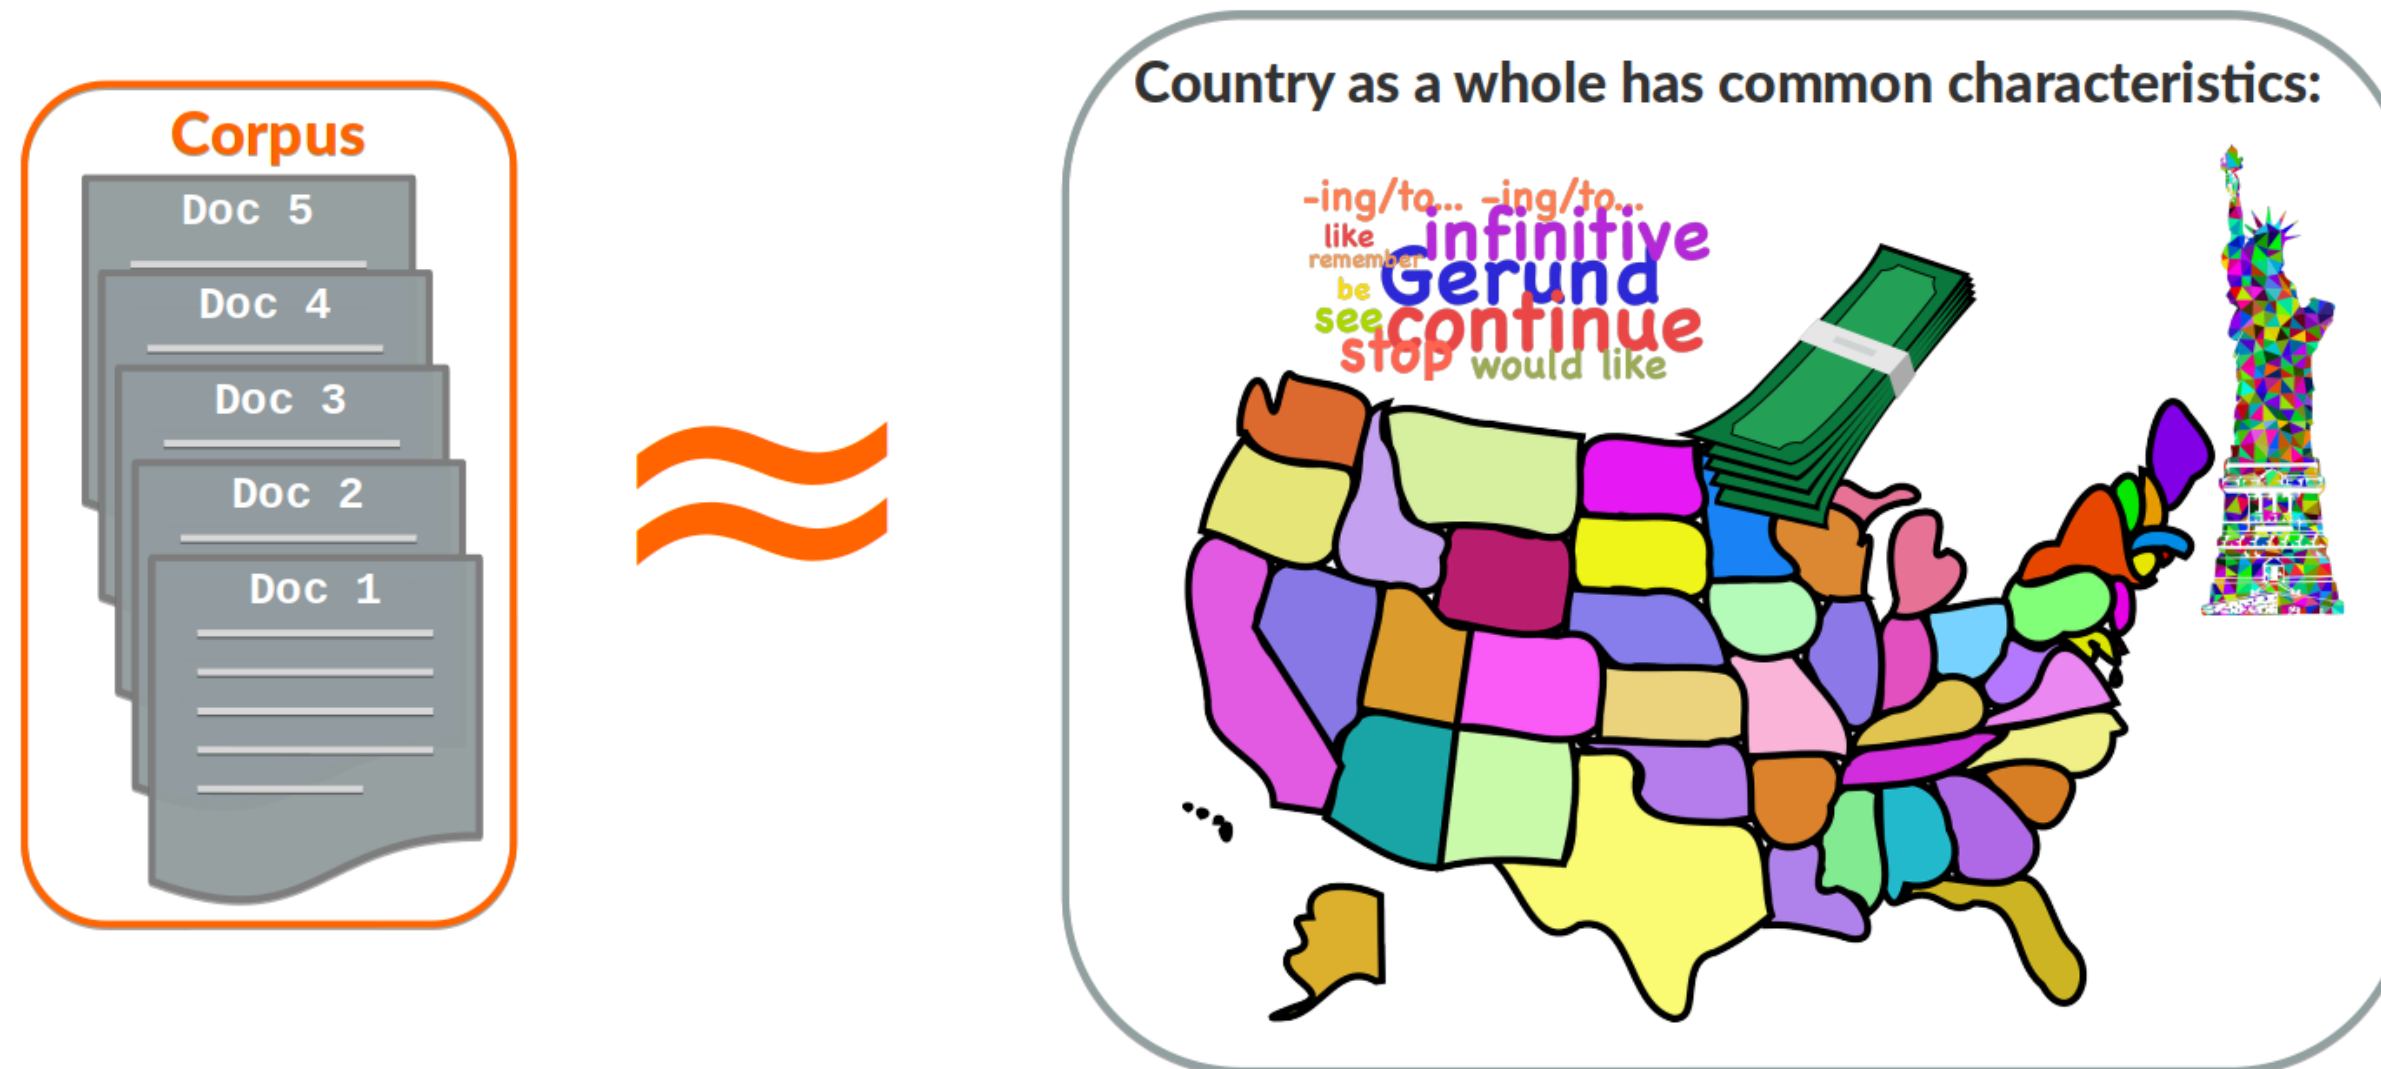 Corpus
Doc 5
Doc 4
Doc 3
Doc 2
Doc 1
Country as a whole has common characteristics:
-ing/to... -ing/to...
like infinitive
remember
Gerund
be
see continue
stop would like